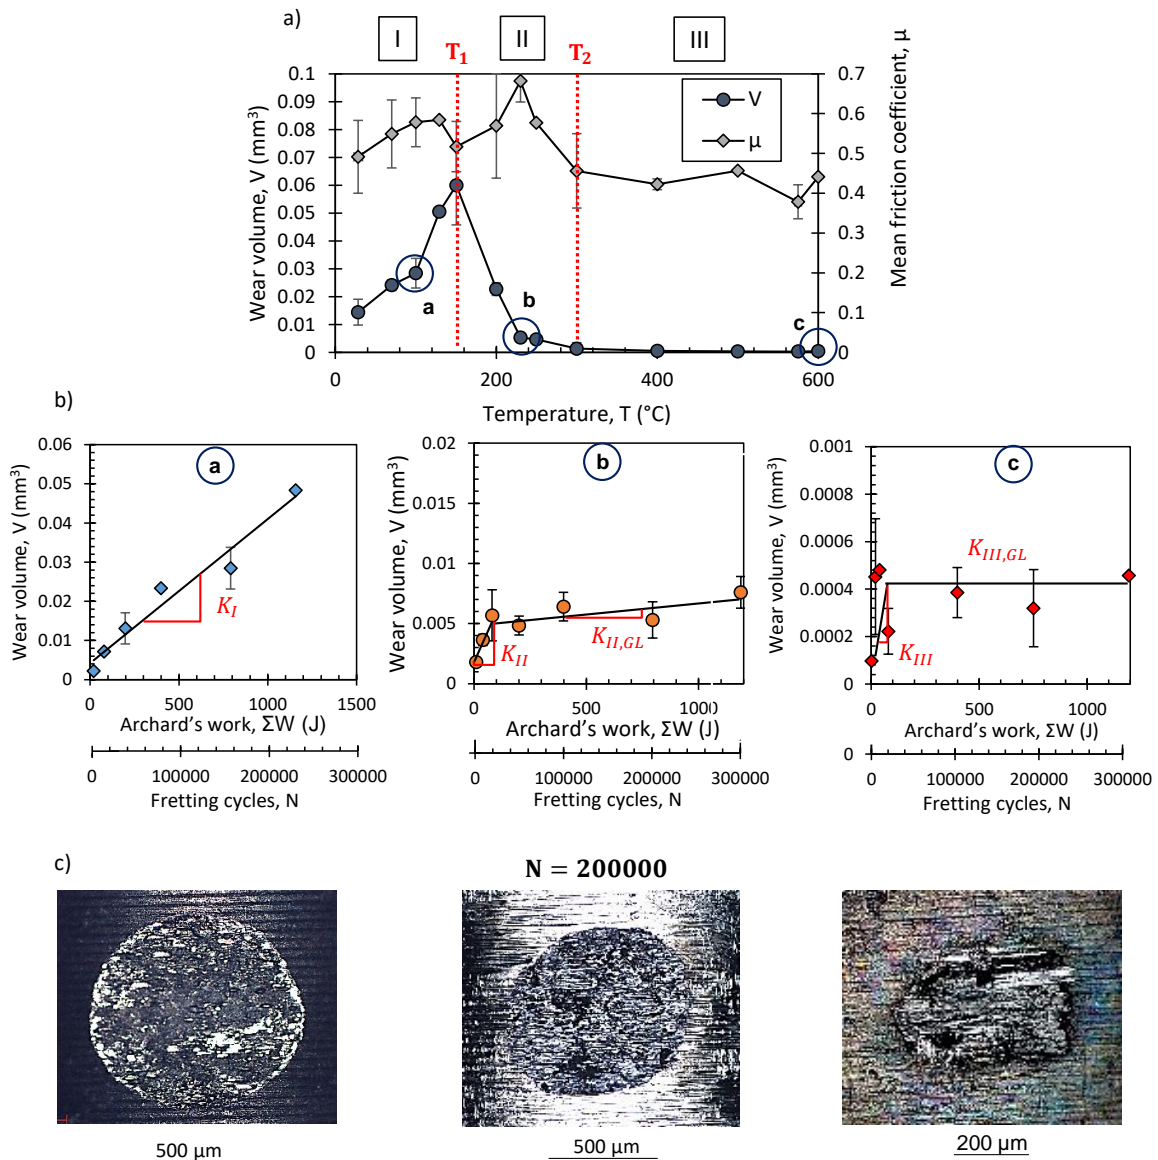 a)
I II III
T₁ T₂
0.1 0.7
0.09
0.08 0.6
0.07 0.5
0.06 0.4
0.05
0.04 0.3
0.03 0.2
0.02
0.01 0.1
0 0
Wear volume, V (mm³)
Mean friction coefficient, μ
V
μ
a
b
c
0 200 400 600
Temperature, T (°C)
b)
a
0.06
0.05
0.04
0.03
0.02
0.01
0
Wear volume, V (mm³)
K_I
0 500 1000 1500
Archard's work, ΣW (J)
0 100000 200000 300000
Fretting cycles, N
b
0.02
0.015
0.01
0.005
0
Wear volume, V (mm³)
K_II
K_II,GL
0 500 100
Archard's work, ΣW (J)
0 100000 200000 300000
Fretting cycles, N
c
0.001
0.0008
0.0006
0.0004
0.0002
0
Wear volume, V (mm³)
K_III,GL
K_III
0 500 1000
Archard's work, ΣW (J)
0
0 100000 200000 300000
Fretting cycles, N
c)
N = 200000
500 μm
500 μm
200 μm